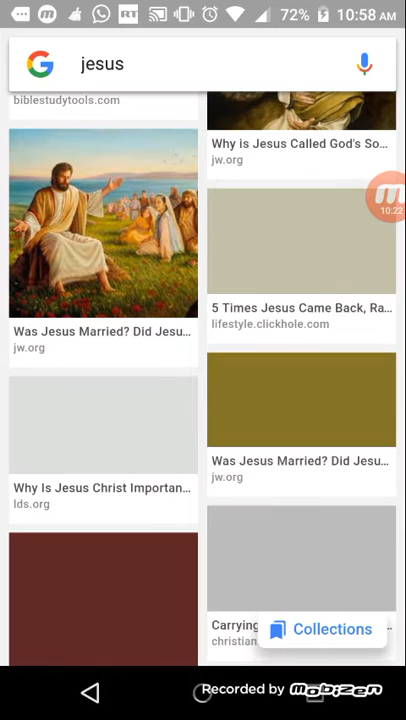 RT
72%
10:58 AM
jesus
biblestudytools.com
Why is Jesus Called God's So...
jw.org
10:22
5 Times Jesus Came Back, Ra...
lifestyle.clickhole.com
Was Jesus Married? Did Jesu...
jw.org
Was Jesus Married? Did Jesu...
jw.org
Why Is Jesus Christ Importan...
lds.org
Carrying
christian
Collections
Recorded by mobizen